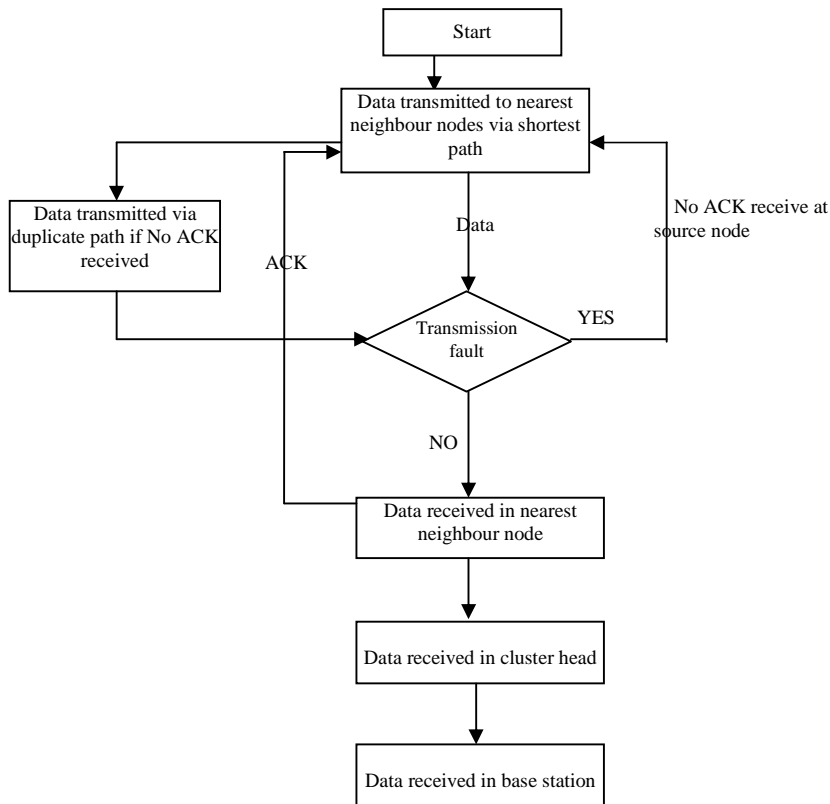 Start
Data transmitted to nearest
neighbour nodes via shortest
path
Data transmitted via
duplicate path if No ACK
received
ACK
Data
No ACK receive at
source node
Transmission
fault
YES
NO
Data received in nearest
neighbour node
Data received in cluster head
Data received in base station